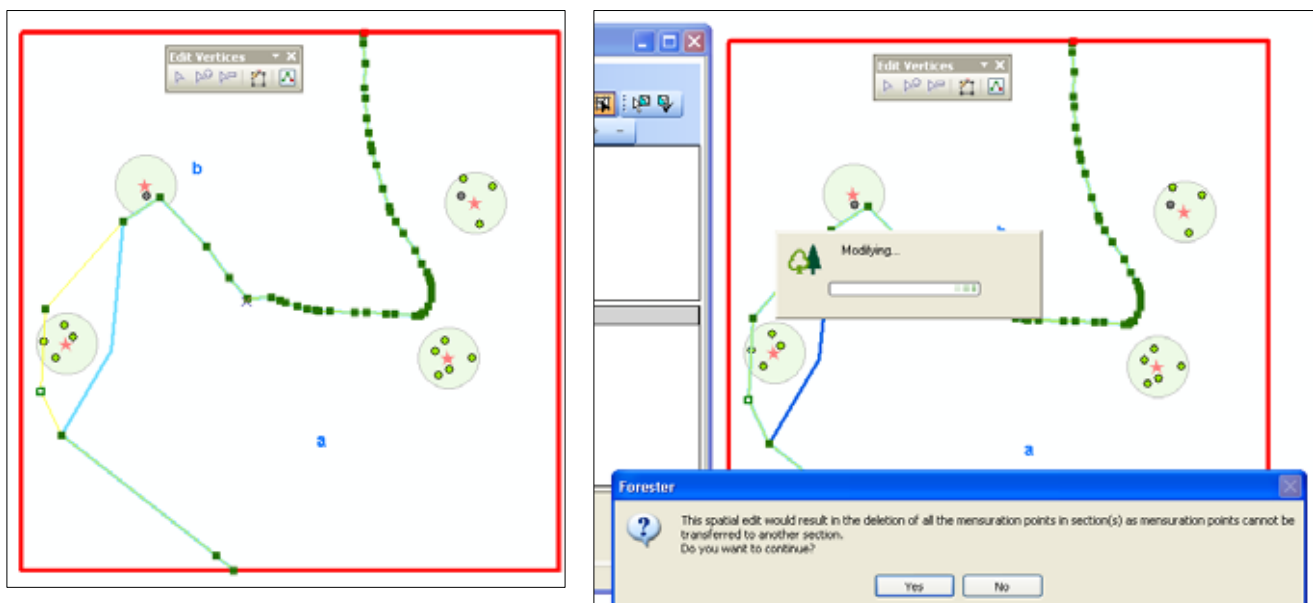 Edit Vertices
b
a
Edit Vertices
Modifying...
a
Forester
This spatial edit would result in the deletion of all the mensuration points in section(s) as mensuration points cannot be
transferred to another section.
Do you want to continue?
Yes No